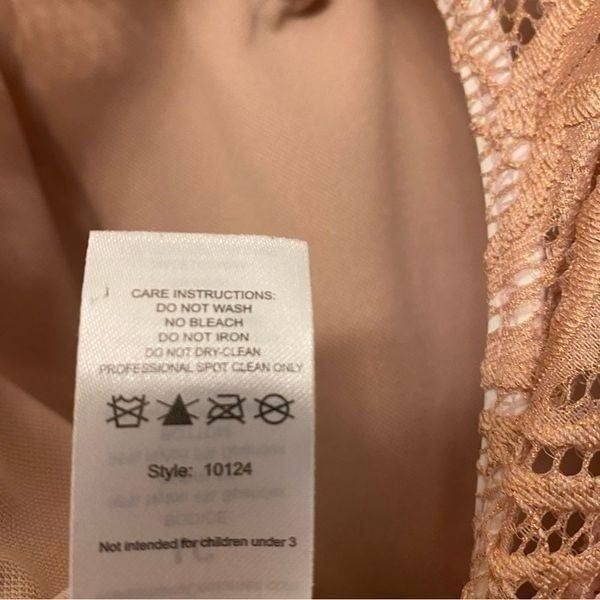 CARE INSTRUCTIONS:
DO NOT WASH
NO BLEACH
DO NOT IRON
DO NOT DRY-CLEAN
PROFESSIONAL SPOT CLEAN ONLY
Style: 10124
Not intended for children under 3